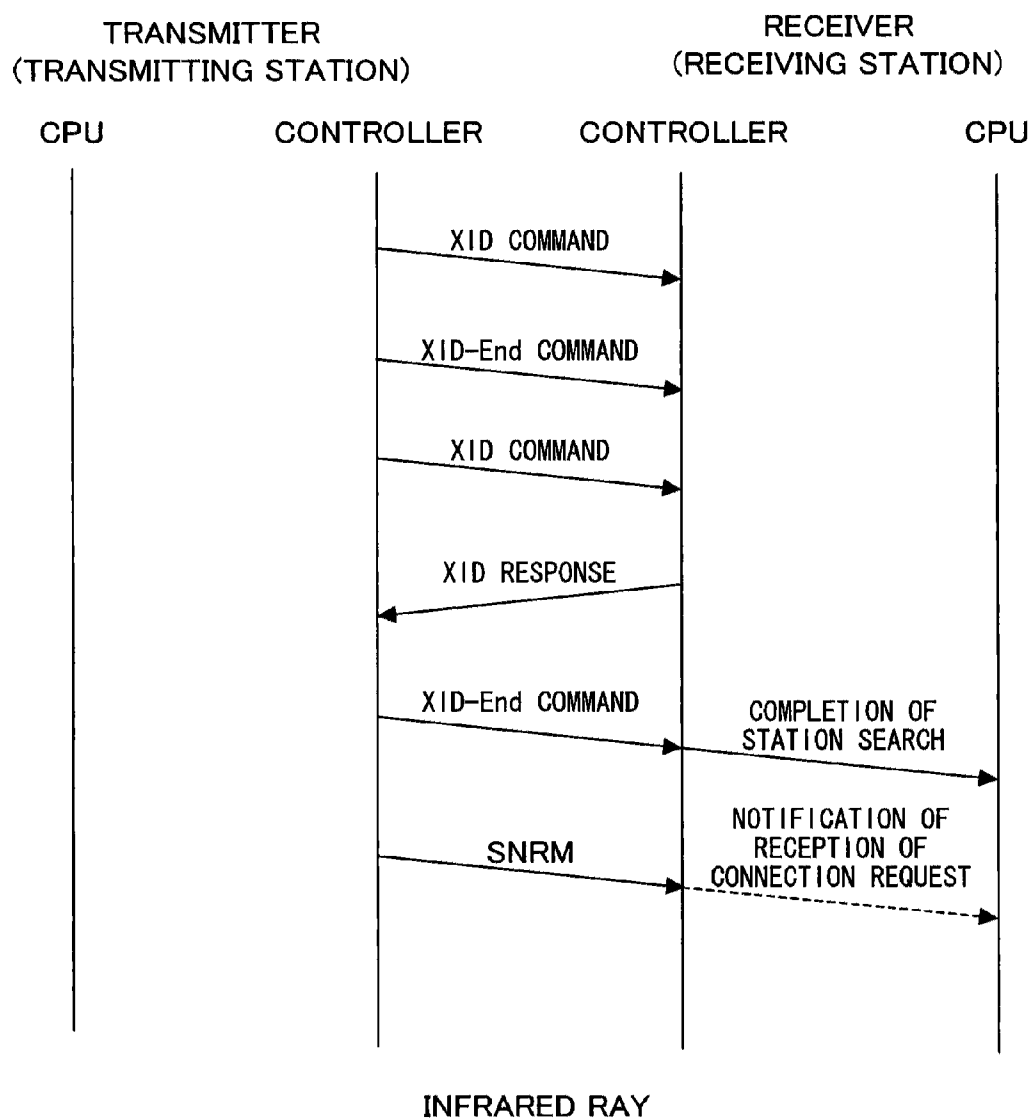 TRANSMITTER
(TRANSMITTING STATION)
RECEIVER
(RECEIVING STATION)
CPU
CONTROLLER
CONTROLLER
CPU
XID COMMAND
XID-End COMMAND
XID COMMAND
XID RESPONSE
XID-End COMMAND
COMPLETION OF
STATION SEARCH
SNRM
NOTIFICATION OF
RECEPTION OF
CONNECTION REQUEST
INFRARED RAY